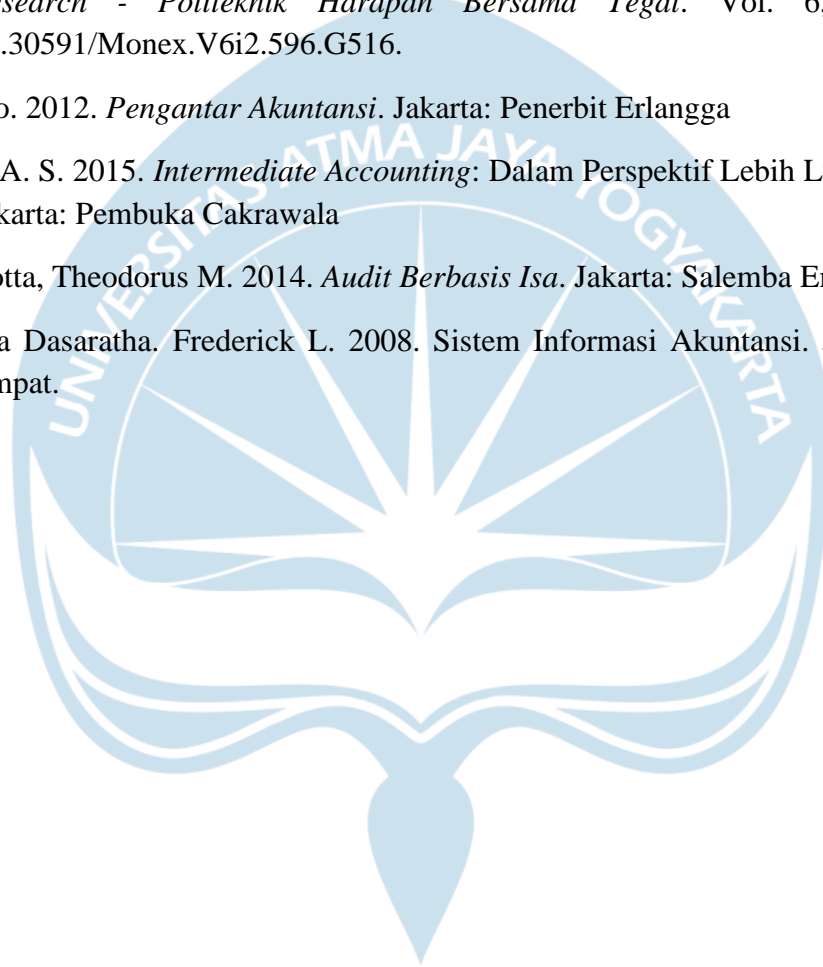 search - Politeknik Harapan Bersama Tegal. Vol. 6,
.30591/Monex.V6i2.596.G516.
o. 2012. Pengantar Akuntansi. Jakarta: Penerbit Erlangga
A. S. 2015. Intermediate Accounting: Dalam Perspektif Lebih L
karta: Pembuka Cakrawala
otta, Theodorus M. 2014. Audit Berbasis Isa. Jakarta: Salemba E
a Dasaratha. Frederick L. 2008. Sistem Informasi Akuntansi.
mpat.
UNIVERSITAS ATMA JAYA YOGYAKARTA